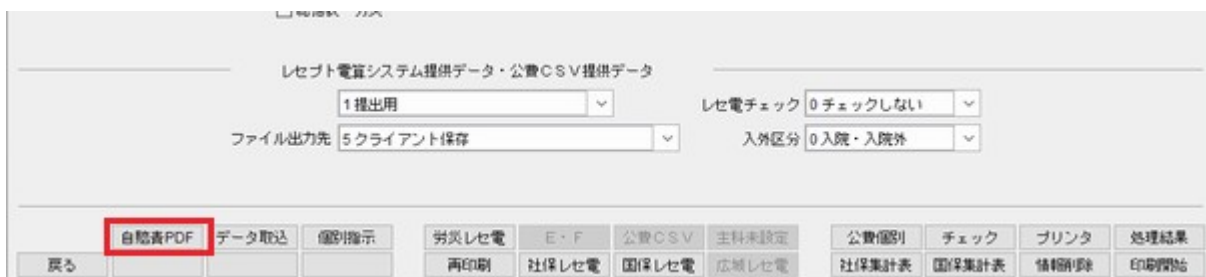 レセプト電算システム提供データ・公費CSV提供データ
1 提出用 レセ電チェック 0 チェックしない
ファイル出力先 5 クライアント保存 入外区分 0 入院・入院外
自賠責PDF データ取込 個別指示 労災レセ電 E・F 公費CSV 主科未設定 公費個別 チェック プリンタ 処理結果
戻る 再印刷 社保レセ電 国保レセ電 広域レセ電 社保集計表 国保集計表 情報削除 印刷開始